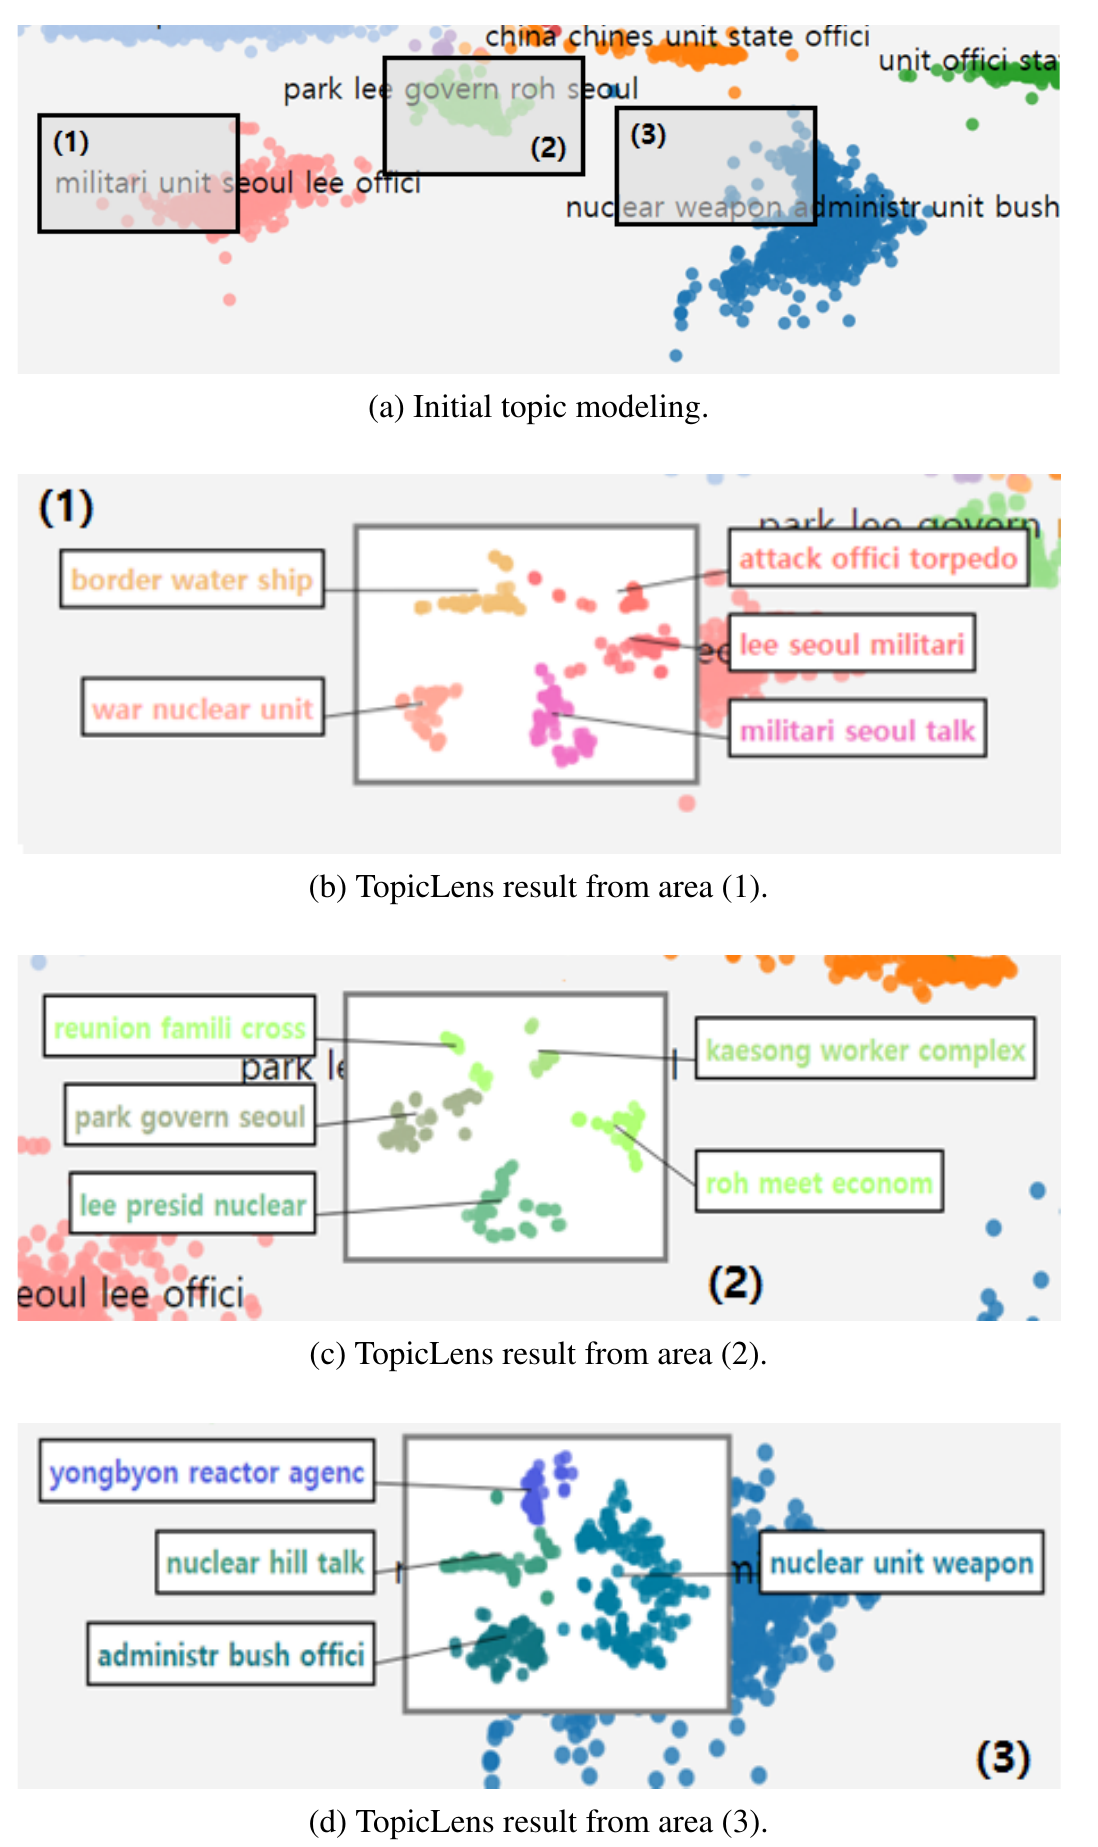 china chines unit state offici
unit offici sta
park lee govern roh seoul
(1)
(2)
(3)
militari unit seoul lee offici
nuclear weapon administr unit bush
(a) Initial topic modeling.
(1)
park lee govern
border water ship
attack offici torpedo
lee seoul militari
war nuclear unit
militari seoul talk
(b) TopicLens result from area (1).
reunion famili cross
kaesong worker complex
park le
park govern seoul
roh meet econom
lee presid nuclear
(2)
eoul lee offici
(c) TopicLens result from area (2).
yongbyon reactor agenc
nuclear hill talk
nuclear unit weapon
administr bush offici
(3)
(d) TopicLens result from area (3).